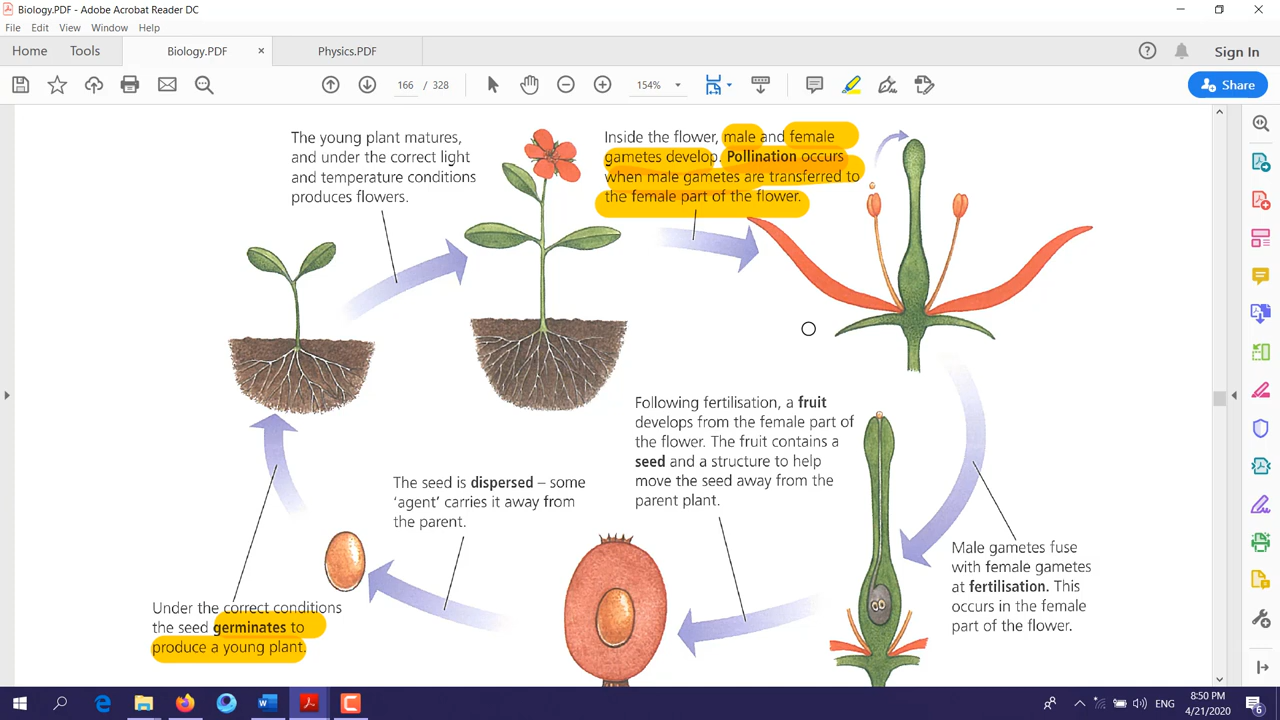 Biology.PDF - Adobe Acrobat Reader DC
File Edit View Window Help
Home Tools Biology.PDF × Physics.PDF Sign In
166 / 328 154% Share
The young plant matures,
and under the correct light
and temperature conditions
produces flowers.
Inside the flower, male and female
gametes develop. Pollination occurs
when male gametes are transferred to
the female part of the flower.
Following fertilisation, a fruit
develops from the female part of
the flower. The fruit contains a
seed and a structure to help
move the seed away from the
parent plant.
The seed is dispersed – some
‘agent’ carries it away from
the parent.
Male gametes fuse
with female gametes
at fertilisation. This
occurs in the female
part of the flower.
Under the correct conditions
the seed germinates to
produce a young plant.
ENG 8:50 PM
4/21/2020 6